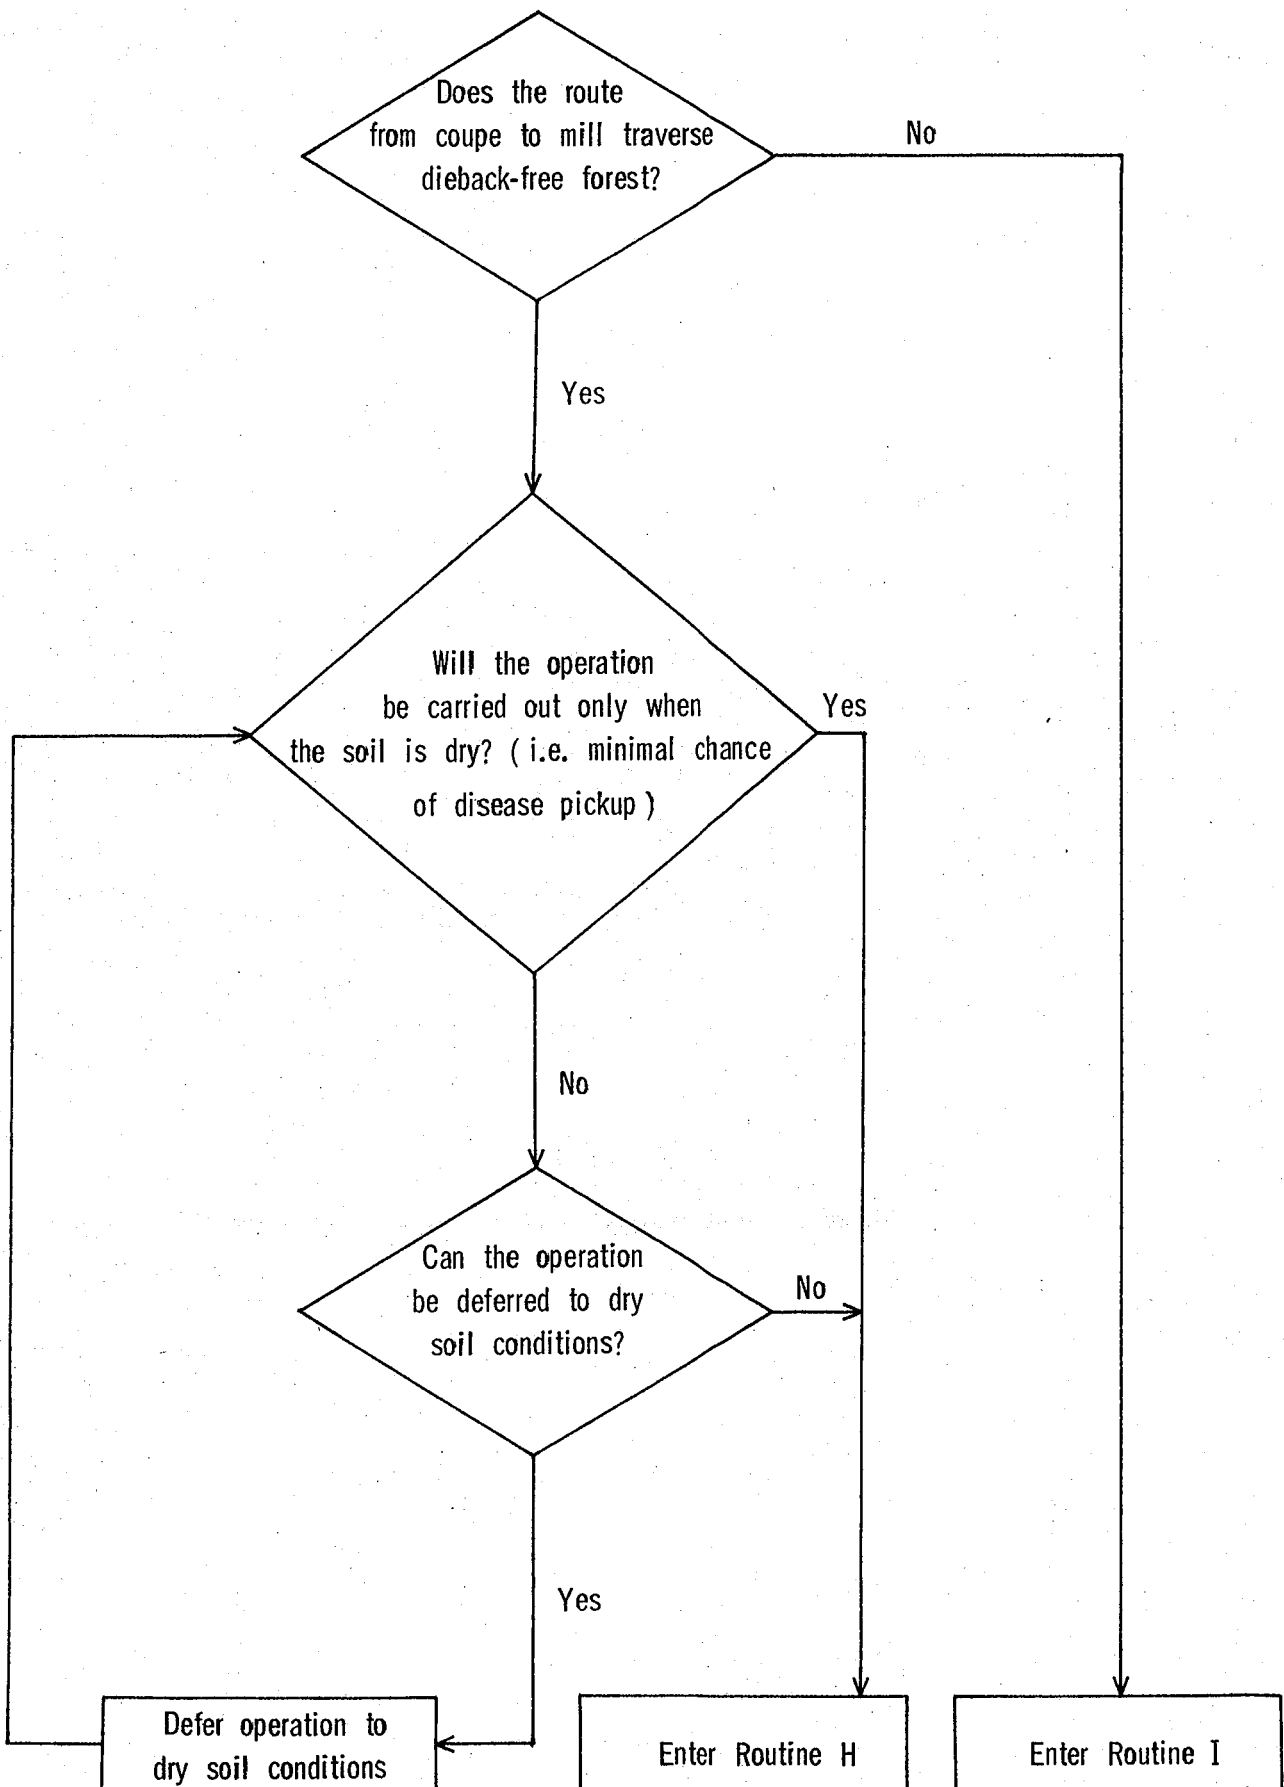 Does the route
from coupe to mill traverse
dieback-free forest?
No
Yes
Will the operation
be carried out only when
the soil is dry? ( i.e. minimal chance
of disease pickup )
Yes
No
Can the operation
be deferred to dry
soil conditions?
No
Yes
Defer operation to
dry soil conditions
Enter Routine H
Enter Routine I